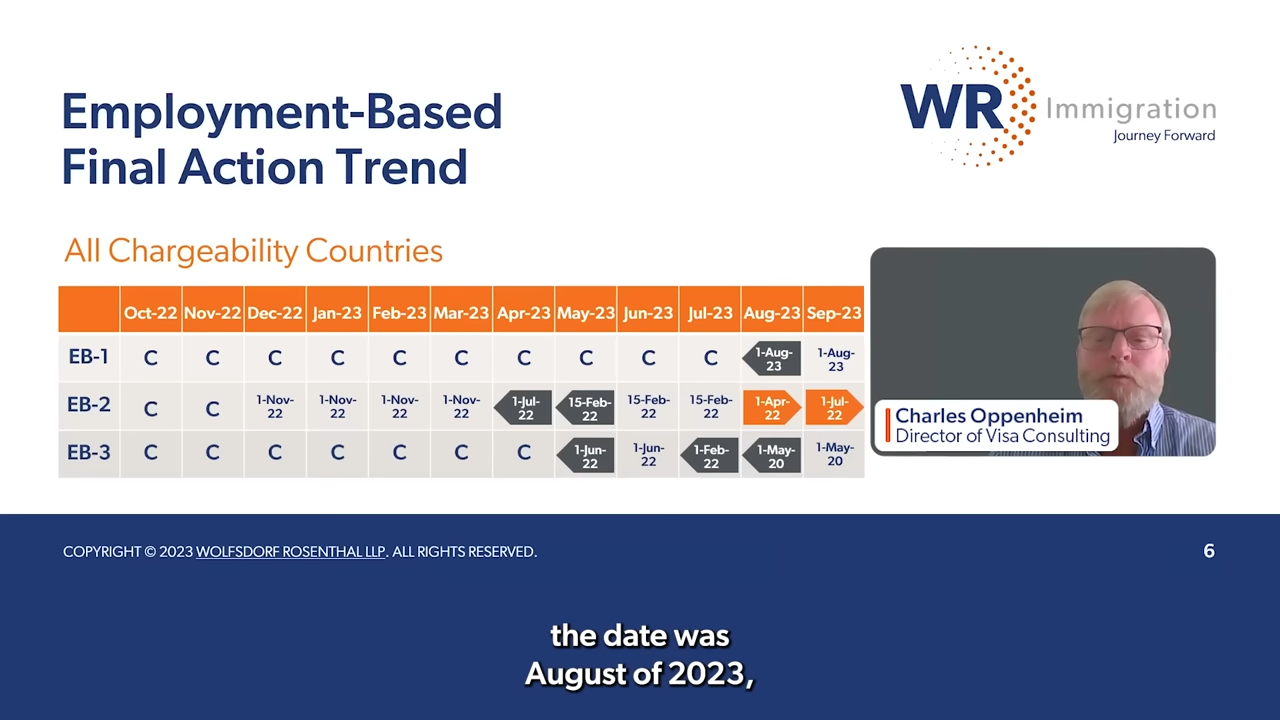 Employment-Based
Final Action Trend
WR Immigration
Journey Forward
All Chargeability Countries
Oct-22 Nov-22 Dec-22 Jan-23 Feb-23 Mar-23 Apr-23 May-23 Jun-23 Jul-23 Aug-23 Sep-23
EB-1 C C C C C C C C C C 1-Aug-23 1-Aug-23
EB-2 C C 1-Nov-22 1-Nov-22 1-Nov-22 1-Nov-22 1-Jul-22 15-Feb-22 15-Feb-22 15-Feb-22 1-Apr-22 1-Jul-22
EB-3 C C C C C C C 1-Jun-22 1-Jun-22 1-Feb-22 1-May-20 1-May-20
Charles Oppenheim
Director of Visa Consulting
COPYRIGHT © 2023 WOLFSDORF ROSENTHAL LLP. ALL RIGHTS RESERVED.
6
the date was
August of 2023,